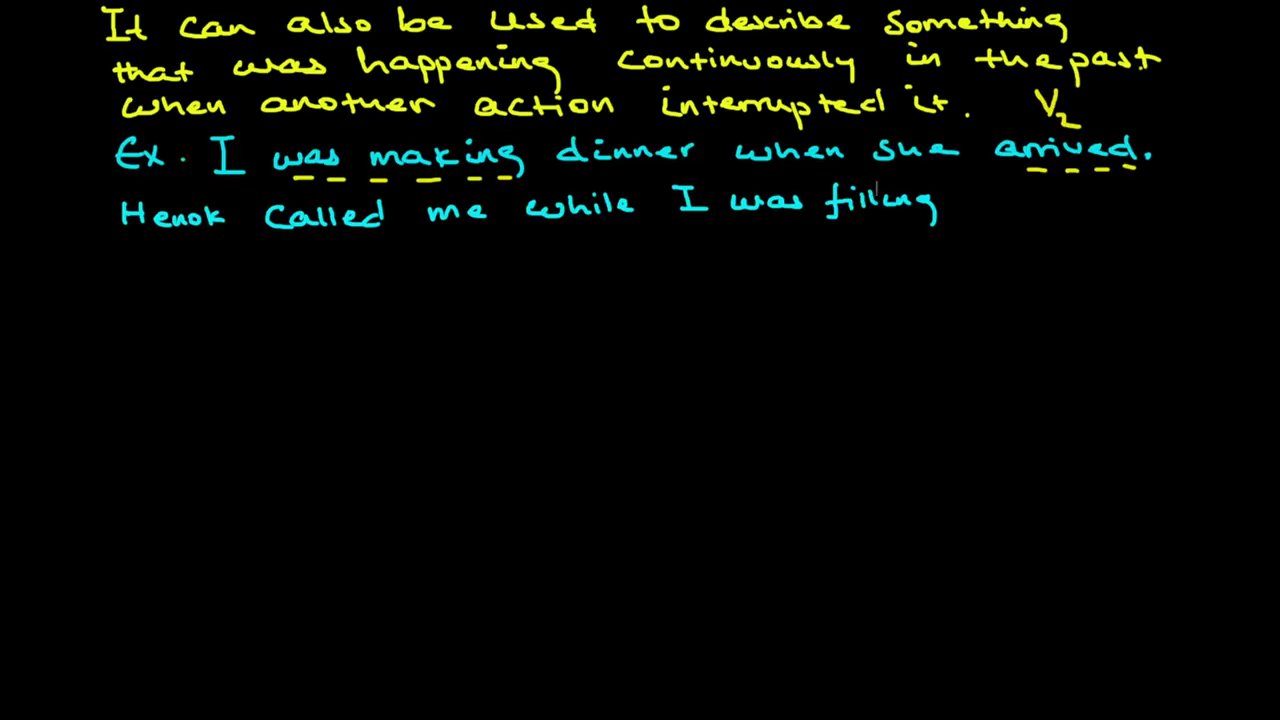 It can also be used to describe something
that was happening continuously in the past
when another action interrupted it. V₂
Ex. I was making dinner when she arrived.
Henok called me while I was filling